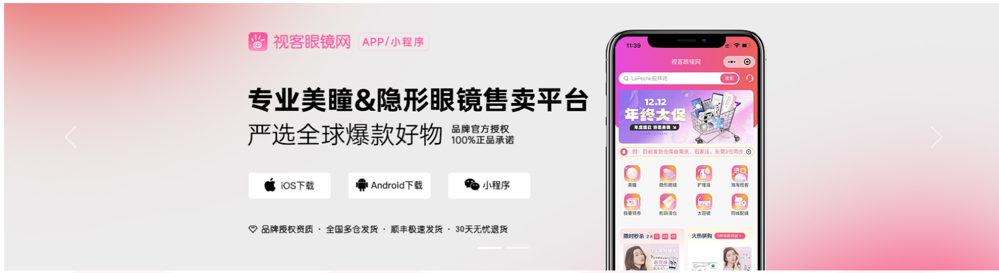 视客眼镜网 APP/小程序
专业美瞳&隐形眼镜售卖平台
严选全球爆款好物 品牌官方授权
100%正品承诺
iOS下载 Android下载 小程序
品牌授权资质 · 全国多仓发货 · 顺丰极速发货 · 30天无忧退货
11:39
视客眼镜网
LaPeche拉拜诗 搜索
12.12
年终大促
年度爆款 特惠来袭
附：目前发货仓库由南京、石家庄、东莞3仓同步
进口
美瞳 隐形眼镜 护理液 海淘视客
我要领券 断码清仓 太阳镜 同城配镜
限时秒杀 2天 12:20:45 火热拼购 5件等你开团 >
FLANMY
新登场